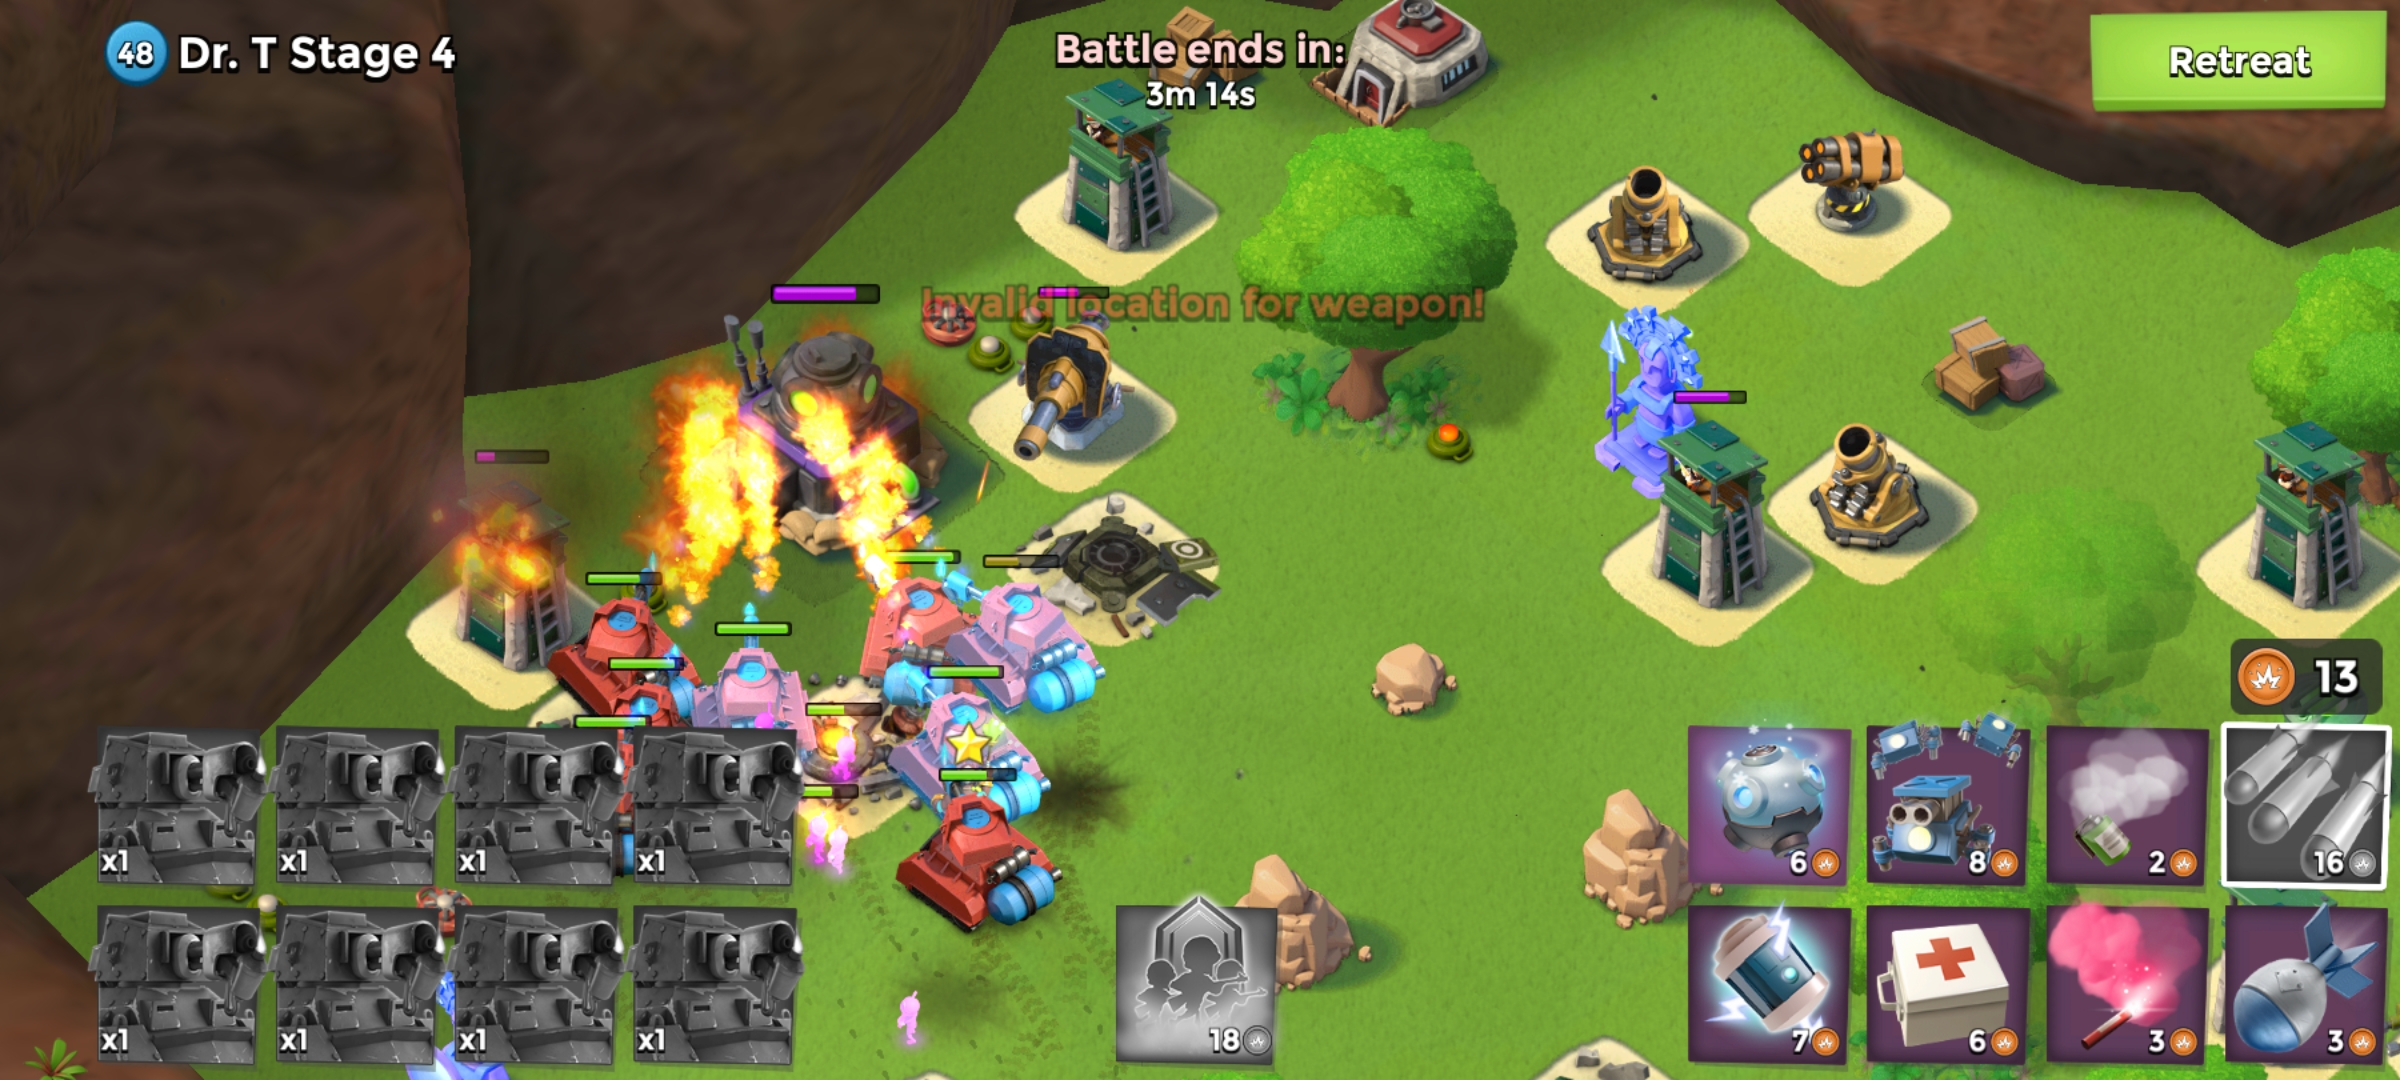 48 Dr. T Stage 4
Battle ends in:
3m 14s
Retreat
Invalid location for weapon!
13
6
8
2
16
x1
x1
x1
x1
x1
x1
x1
x1
18
7
6
3
3